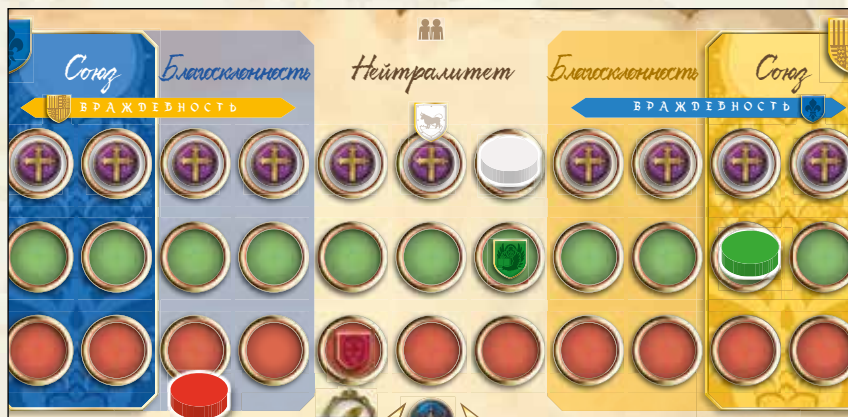 Союз
Благосклонность
Нейтралитет
Благосклонность
Союз
ВРАЖДЕБНОСТЬ
ВРАЖДЕБНОСТЬ